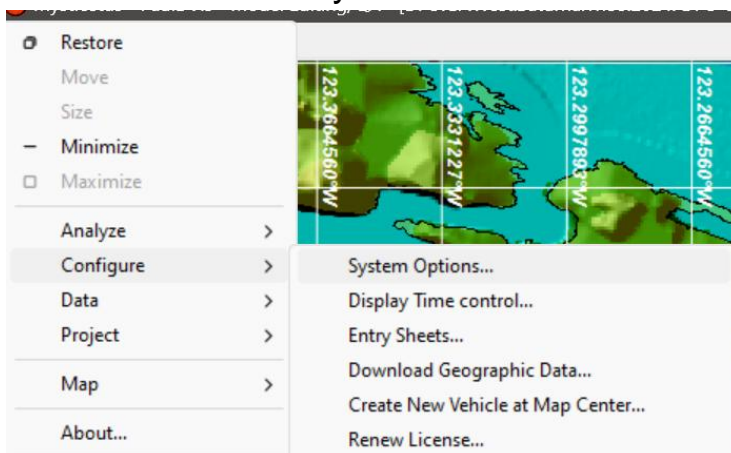 Restore
Move
Size
Minimize
Maximize
Analyze
Configure
Data
Project
Map
About...
System Options...
Display Time control...
Entry Sheets...
Download Geographic Data...
Create New Vehicle at Map Center...
Renew License...
123.3664560°W
123.3331227°W
123.2997893°W
123.2664560°W